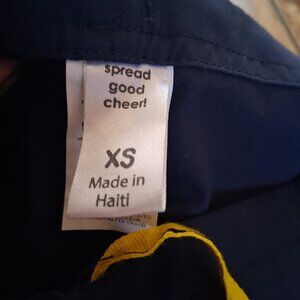 spread
good
cheer!
XS
Made in
Haiti